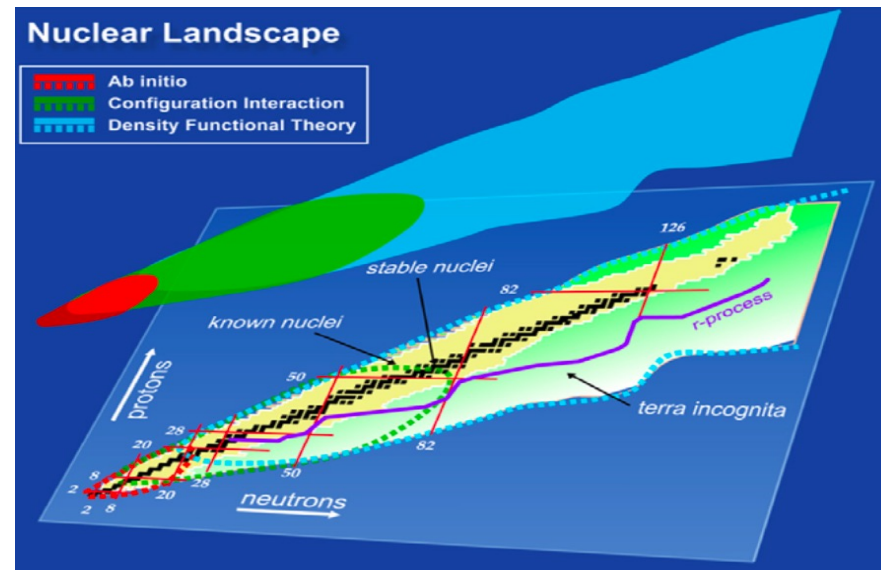 Nuclear Landscape
Ab initio
Configuration Interaction
Density Functional Theory
126
stable nuclei
82
known nuclei
r-process
50
protons
terra incognita
28
82
20
50
8
28
20
neutrons
2
2
8